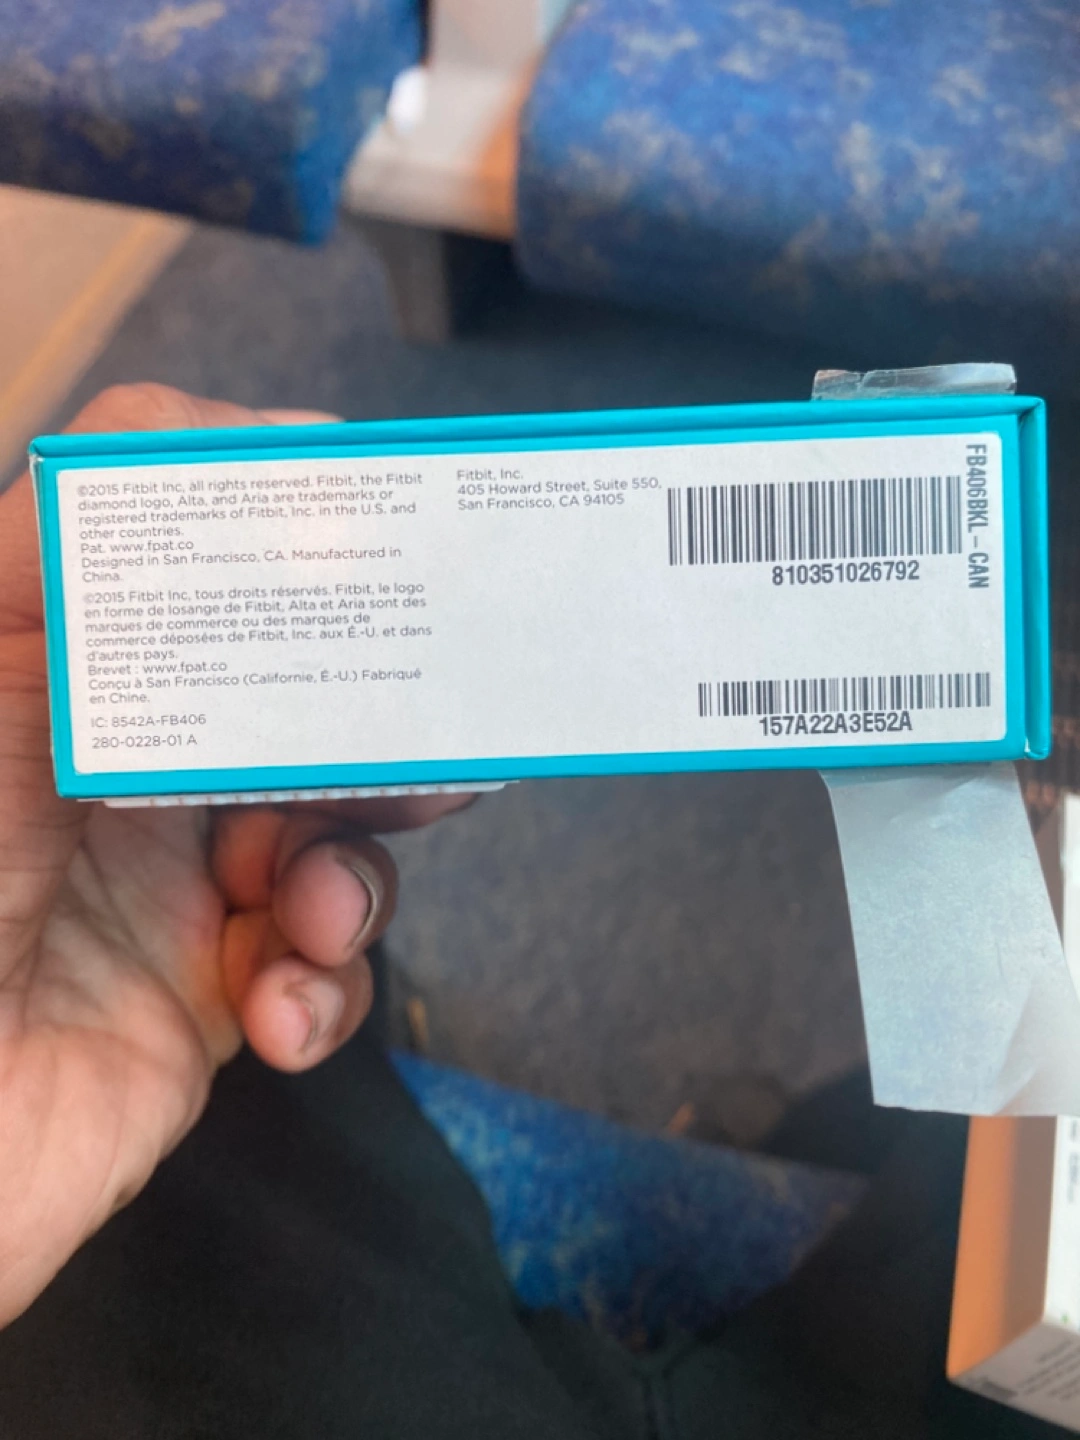 ©2015 Fitbit Inc, all rights reserved. Fitbit, the Fitbit
diamond logo, Alta, and Aria are trademarks or
registered trademarks of Fitbit, Inc. in the U.S. and
other countries.
Pat. www.fpat.co
Designed in San Francisco, CA. Manufactured in
China.
©2015 Fitbit Inc, tous droits réservés. Fitbit, le logo
en forme de losange de Fitbit, Alta et Aria sont des
marques de commerce ou des marques de
commerce déposées de Fitbit, Inc. aux É.-U. et dans
d'autres pays.
Brevet : www.fpat.co
Conçu à San Francisco (Californie, É.-U.) Fabriqué
en Chine.
IC: 8542A-FB406
280-0228-01 A
Fitbit, Inc.
405 Howard Street, Suite 550,
San Francisco, CA 94105
810351026792
FB406BKL - CAN
157A22A3E52A